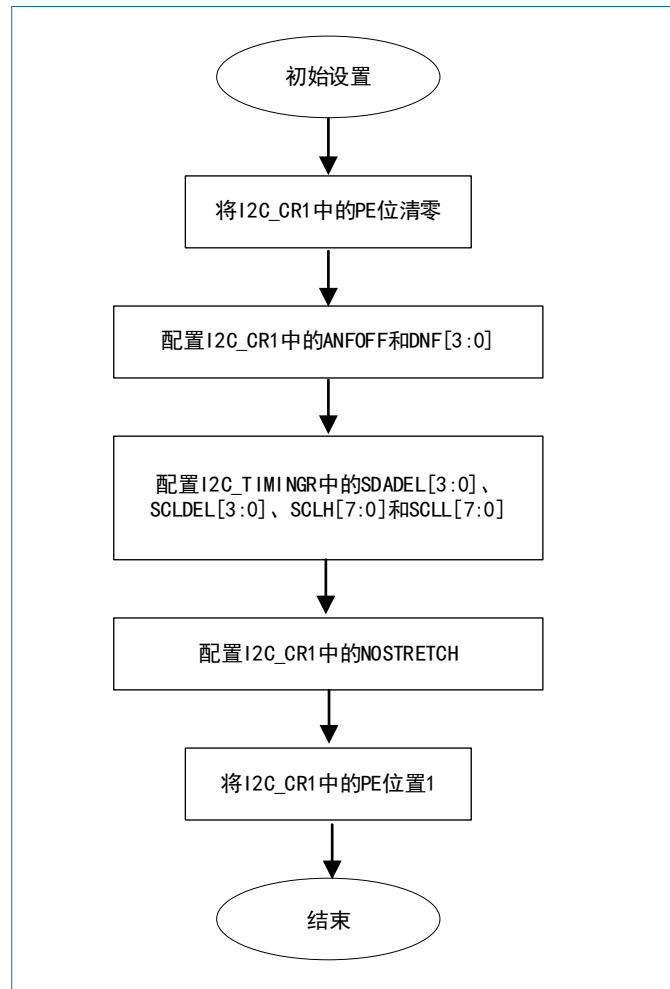 初始设置
将I2C_CR1中的PE位清零
配置I2C_CR1中的ANFOFF和DNF[3:0]
配置I2C_TIMINGR中的SDADEL[3:0]、
SCLDEL[3:0]、SCLH[7:0]和SCLL[7:0]
配置I2C_CR1中的NOSTRETCH
将I2C_CR1中的PE位置1
结束